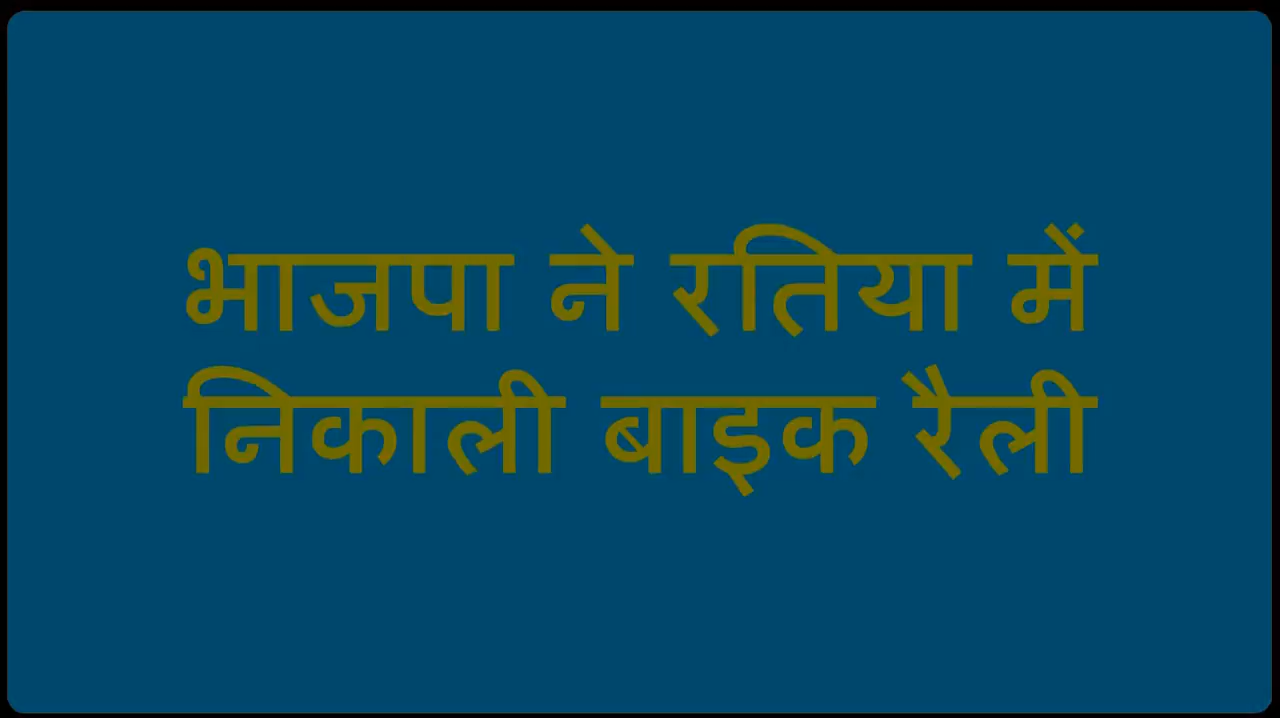 भाजपा ने रतिया में
निकाली बाइक रैली